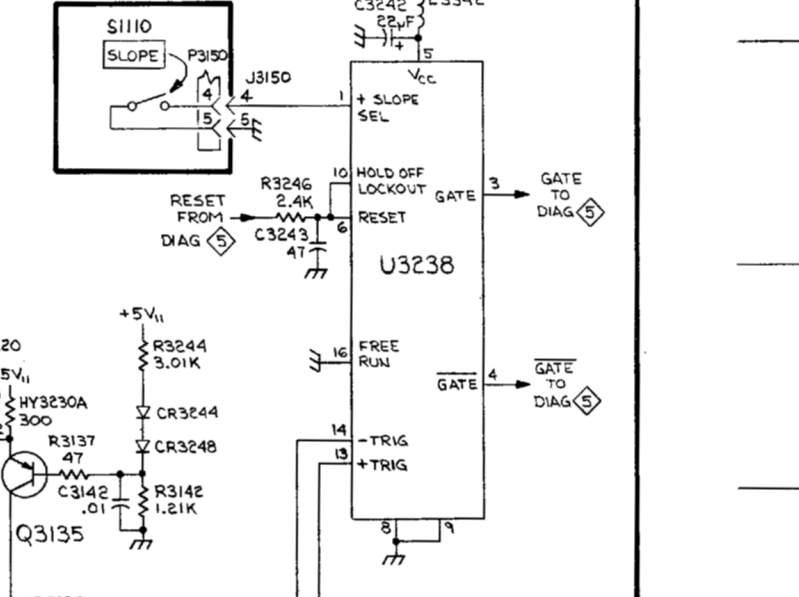 C3242
22µF
+
5
VCC
S1110
SLOPE
P3150
J3150
4
4
5
5
1
+ SLOPE
SEL
10
HOLD OFF
LOCKOUT
R3246
2.4K
RESET
FROM
DIAG 5
C3243
47
6
RESET
GATE
3
GATE
TO
DIAG 5
U3238
+5V11
R3244
3.01K
16
FREE
RUN
GATE
4
GATE
TO
DIAG 5
20
5V11
HY3230A
300
CR3244
CR3248
R3137
47
14
-TRIG
13
+TRIG
C3142
.01
R3142
1.21K
Q3135
8
9